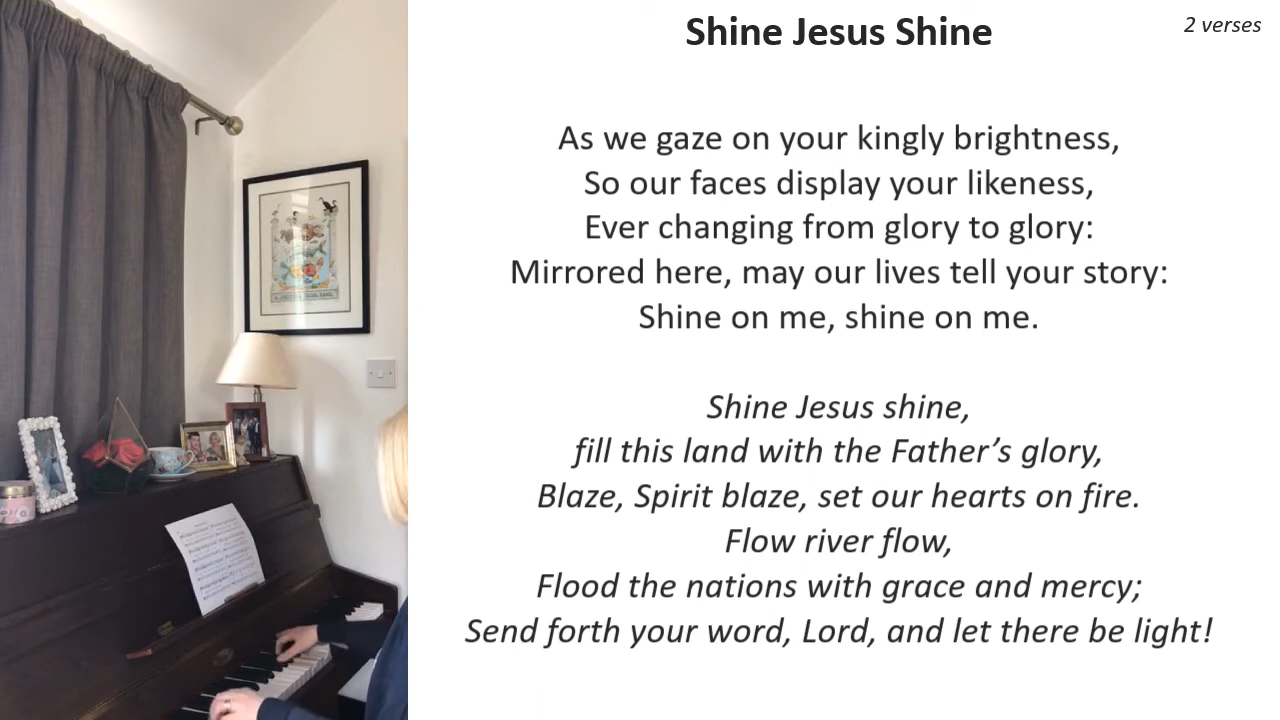 Shine Jesus Shine
2 verses
As we gaze on your kingly brightness,
So our faces display your likeness,
Ever changing from glory to glory:
Mirrored here, may our lives tell your story:
Shine on me, shine on me.
Shine Jesus shine,
fill this land with the Father’s glory,
Blaze, Spirit blaze, set our hearts on fire.
Flow river flow,
Flood the nations with grace and mercy;
Send forth your word, Lord, and let there be light!